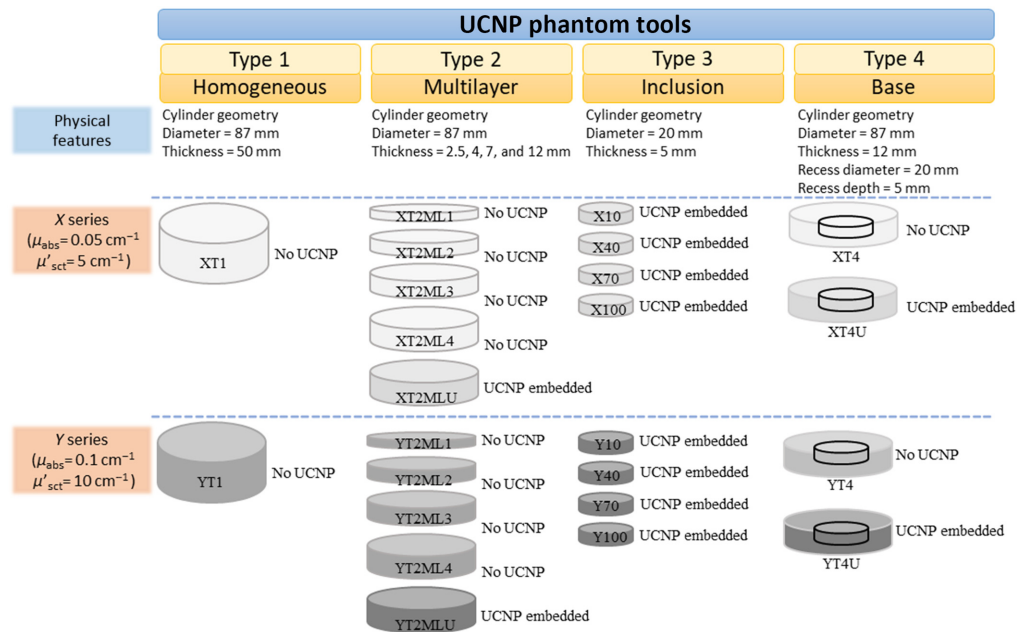 UCNP phantom tools
Type 1
Homogeneous
Type 2
Multilayer
Type 3
Inclusion
Type 4
Base
Physical
features
Cylinder geometry
Diameter = 87 mm
Thickness = 50 mm
Cylinder geometry
Diameter = 87 mm
Thickness = 2.5, 4, 7, and 12 mm
Cylinder geometry
Diameter = 20 mm
Thickness = 5 mm
Cylinder geometry
Diameter = 87 mm
Thickness = 12 mm
Recess diameter = 20 mm
Recess depth = 5 mm
X series
(μabs= 0.05 cm⁻¹
μ'sct= 5 cm⁻¹)
XT1
No UCNP
XT2ML1
No UCNP
XT2ML2
No UCNP
XT2ML3
No UCNP
XT2ML4
No UCNP
XT2MLU
UCNP embedded
X10
UCNP embedded
X40
UCNP embedded
X70
UCNP embedded
X100
UCNP embedded
No UCNP
XT4
UCNP embedded
XT4U
Y series
(μabs= 0.1 cm⁻¹
μ'sct= 10 cm⁻¹)
YT1
No UCNP
YT2ML1
No UCNP
YT2ML2
No UCNP
YT2ML3
No UCNP
YT2ML4
No UCNP
YT2MLU
UCNP embedded
Y10
UCNP embedded
Y40
UCNP embedded
Y70
UCNP embedded
Y100
UCNP embedded
No UCNP
YT4
UCNP embedded
YT4U